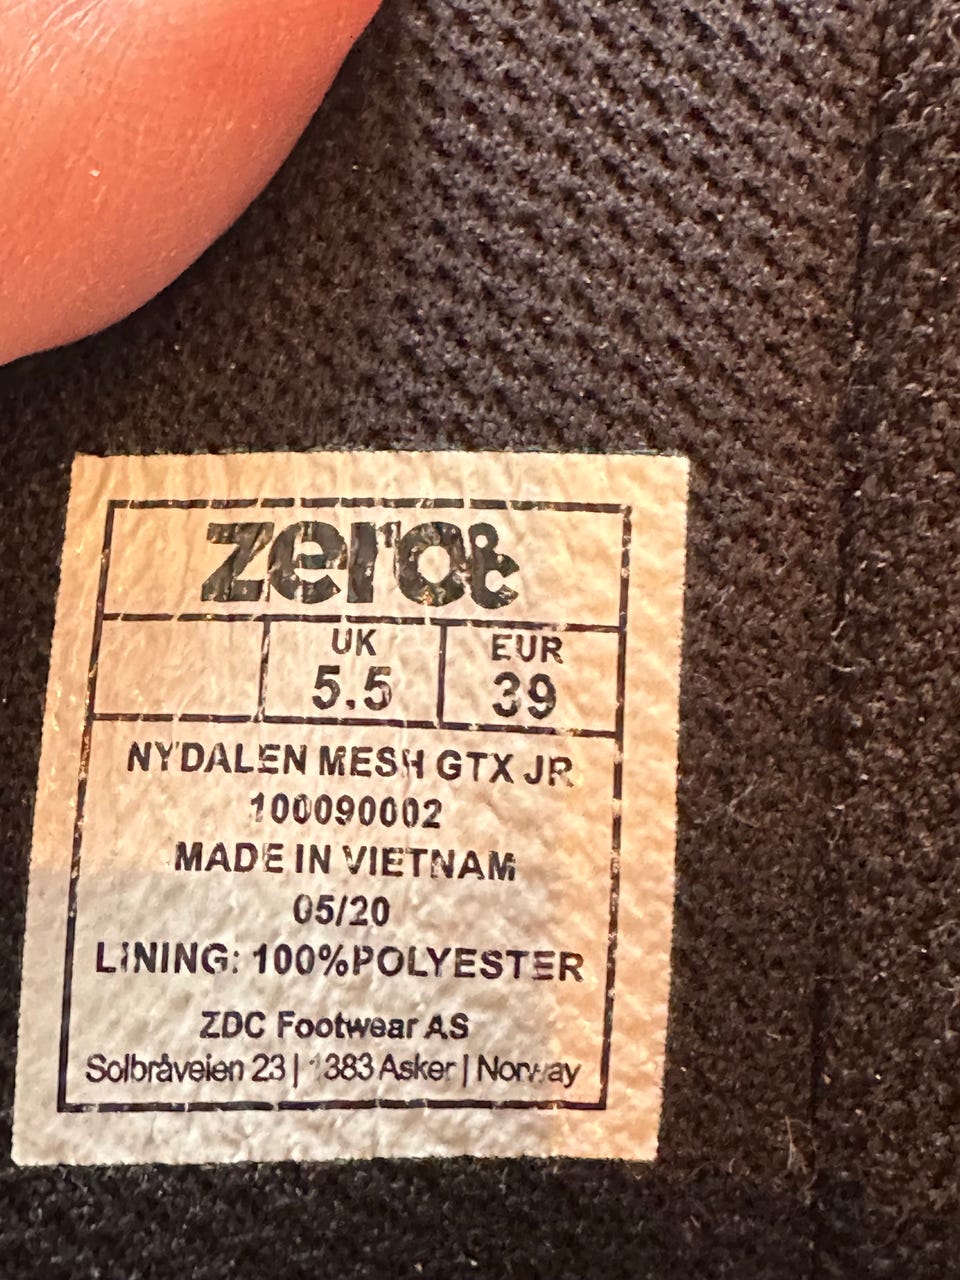 zero°c
UK EUR
5.5 39
NYDALEN MESH GTX JR
100090002
MADE IN VIETNAM
05/20
LINING: 100%POLYESTER
ZDC Footwear AS
Solbråveien 23 | 1383 Asker | Norway